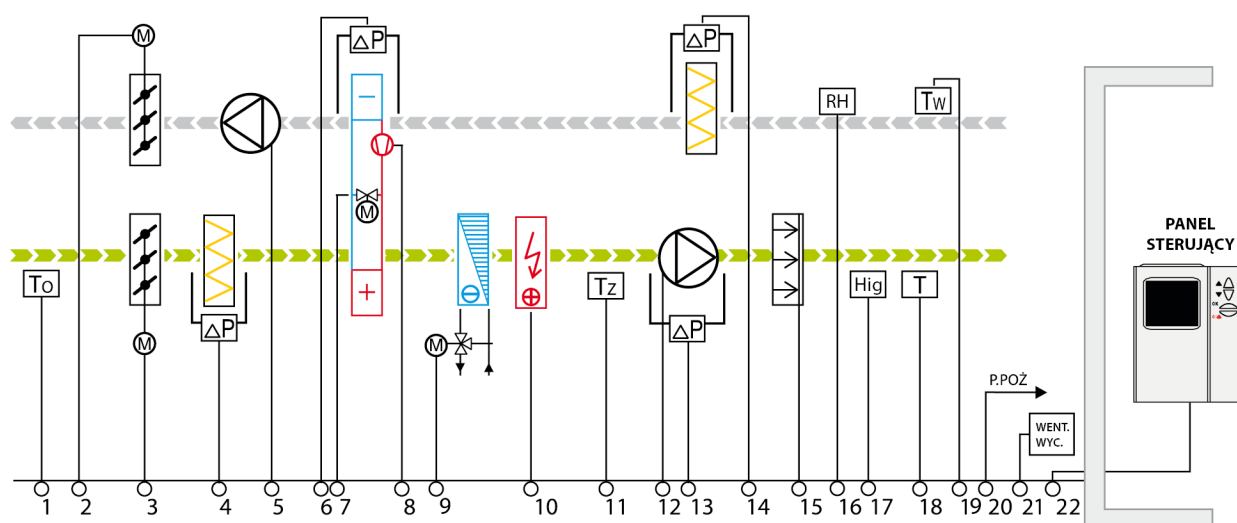 M
ΔP
ΔP
RH
Tw
−
M
+
To
ΔP
M
Tz
ΔP
Hig
T
M
PANEL
STERUJĄCY
OK
P.POŻ
WENT.
WYC.
1 2 3 4 5 6 7 8 9 10 11 12 13 14 15 16 17 18 19 20 21 22